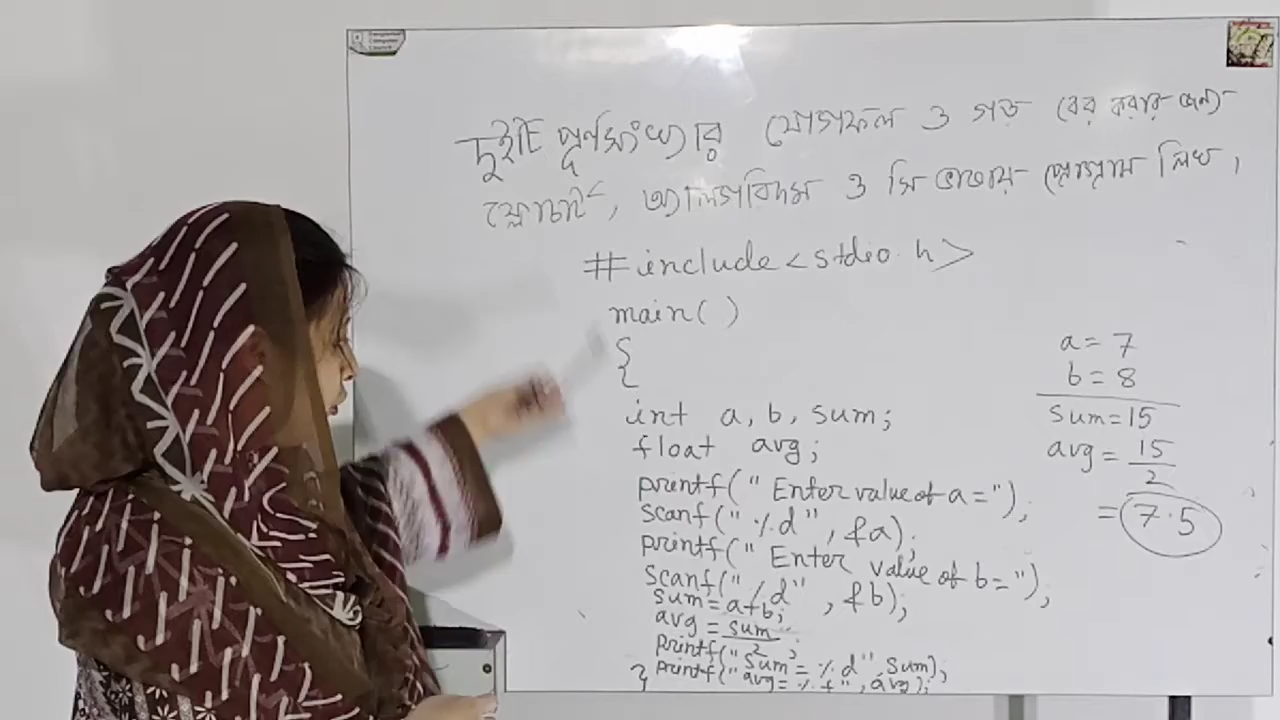 দুইটি পূর্ণসংখ্যার যোগফল ও গড় বের করার জন্য
ফ্লোচার্ট, অ্যালগরিদম ও সি ভাষায় প্রোগ্রাম লিখ।
#include<stdio.h>
main( )
{
int a, b, sum;
float avg;
printf(" Enter value of a=");
scanf(" %d" , &a);
printf(" Enter value of b=");
scanf(" %d" , &b);
sum=a+b;
avg = sum/2;
printf(" sum = %d", sum);
printf(" avg = %f", avg);
}
a= 7
b= 8
sum=15
avg = 15/2
= 7.5